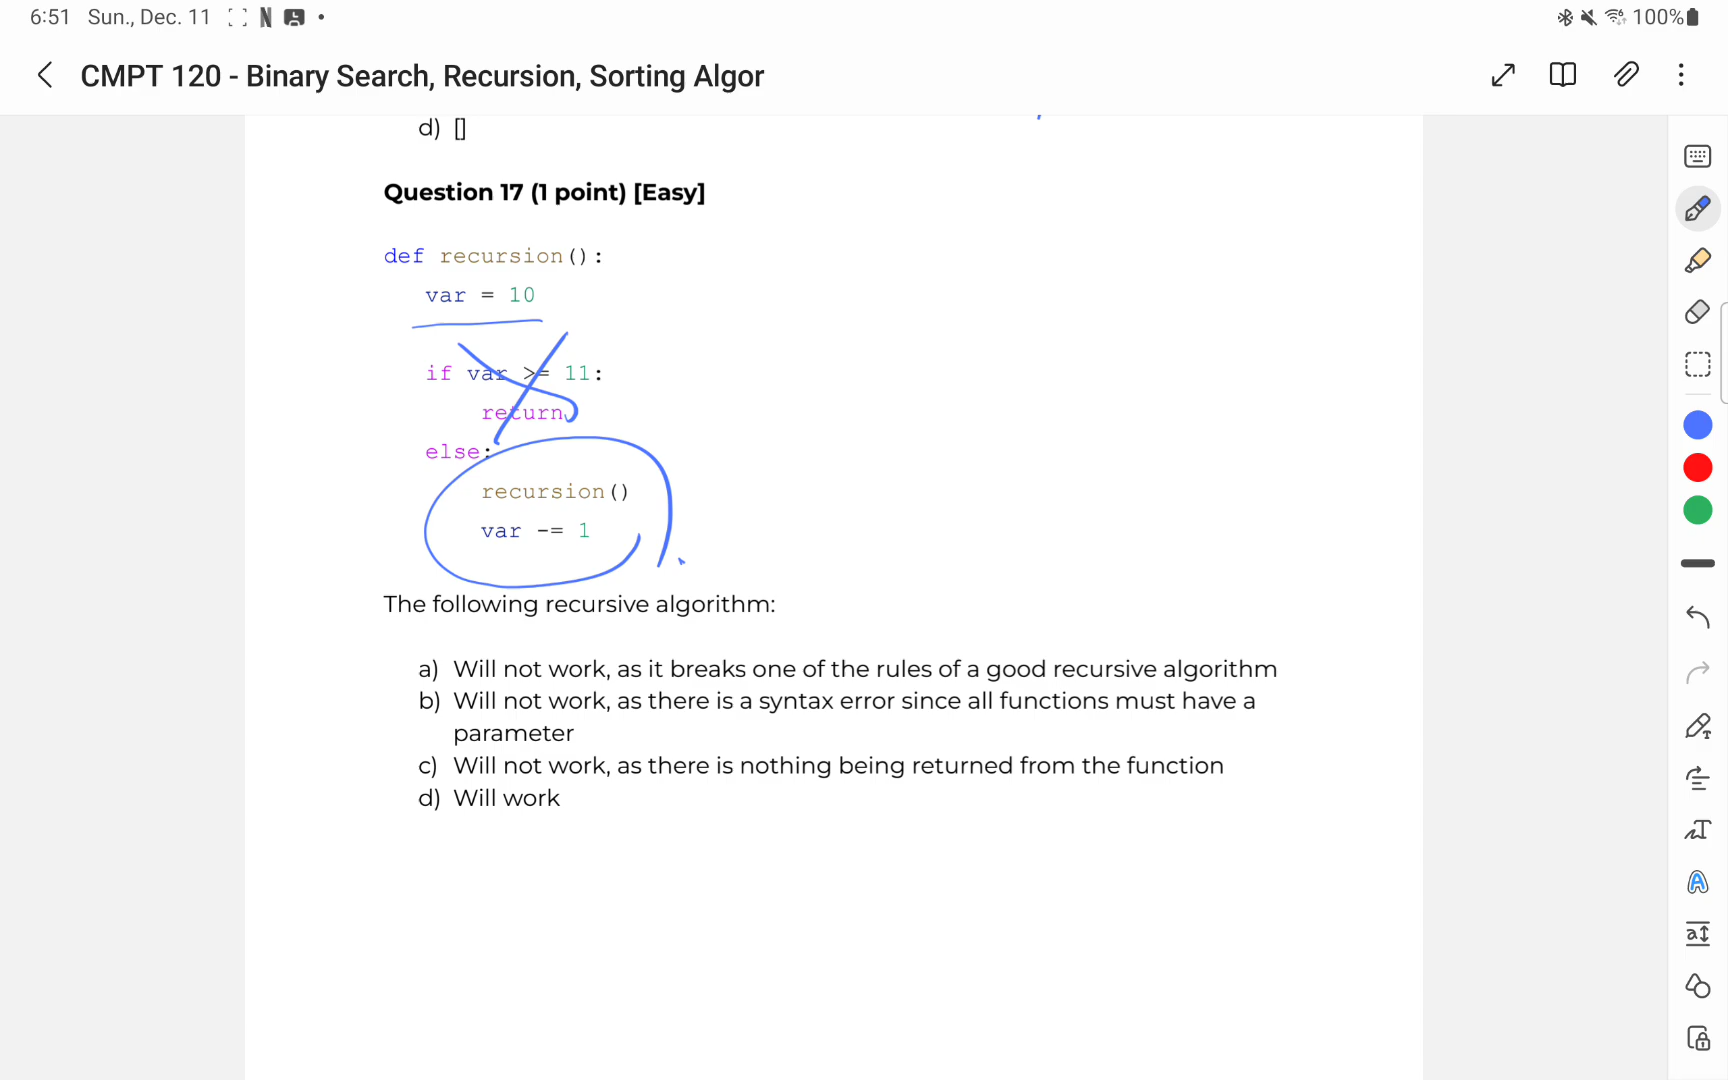 6:51 Sun., Dec. 11
100%
CMPT 120 - Binary Search, Recursion, Sorting Algor
d) []
Question 17 (1 point) [Easy]
def recursion():
var = 10
if var >= 11:
return
else:
recursion()
var -= 1
The following recursive algorithm:
a) Will not work, as it breaks one of the rules of a good recursive algorithm
b) Will not work, as there is a syntax error since all functions must have a
parameter
c) Will not work, as there is nothing being returned from the function
d) Will work